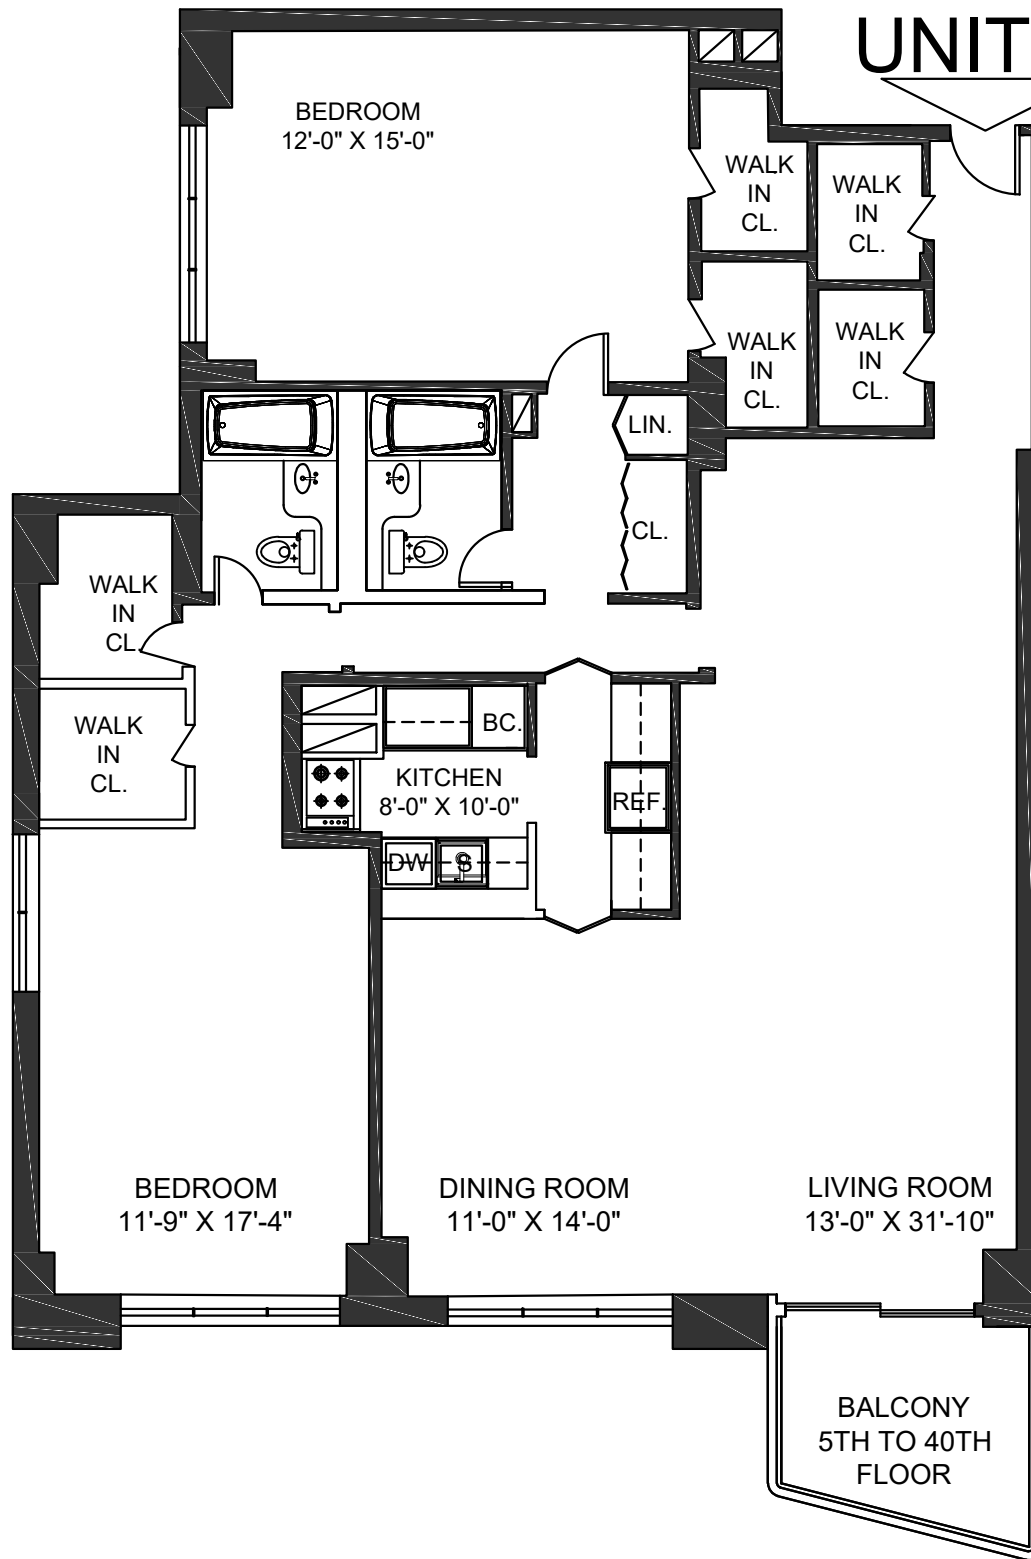 UNIT
BEDROOM
12'-0" X 15'-0"
WALK
IN
CL.
WALK
IN
CL.
WALK
IN
CL.
WALK
IN
CL.
LIN.
CL.
WALK
IN
CL.
WALK
IN
CL.
BC.
KITCHEN
8'-0" X 10'-0"
REF.
DW
S
BEDROOM
11'-9" X 17'-4"
DINING ROOM
11'-0" X 14'-0"
LIVING ROOM
13'-0" X 31'-10"
BALCONY
5TH TO 40TH
FLOOR